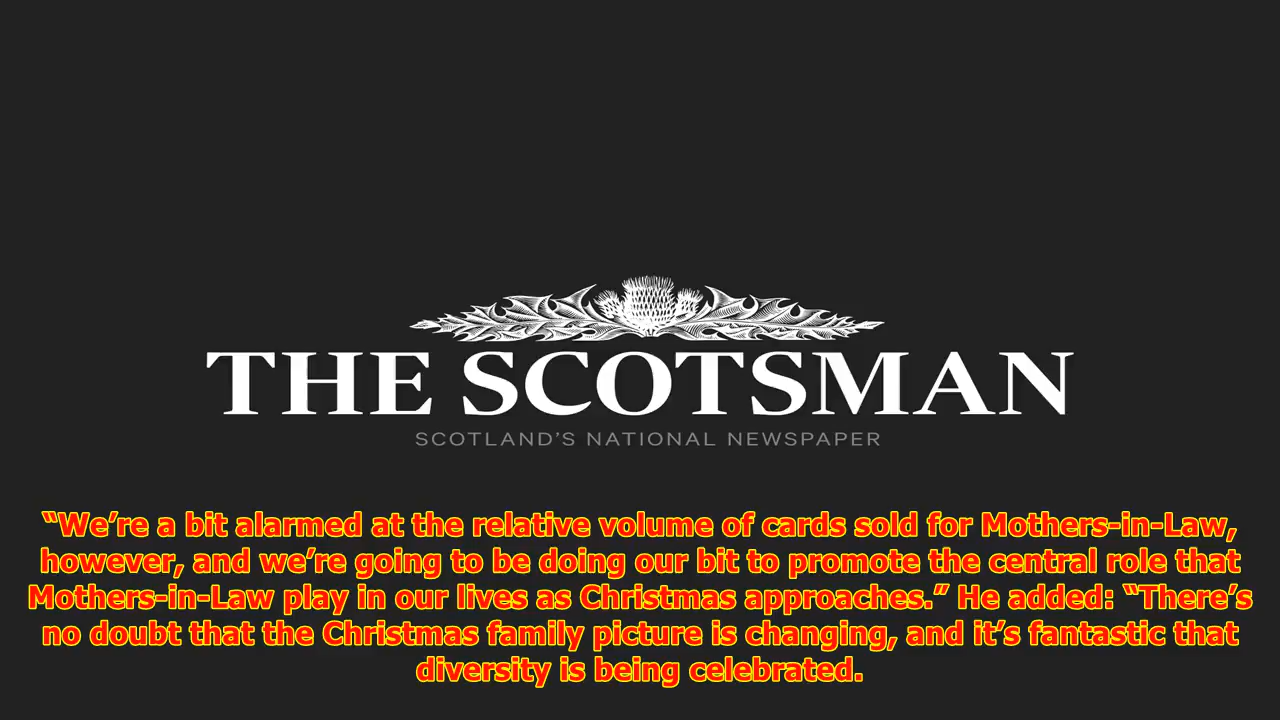 THE SCOTSMAN
SCOTLAND’S NATIONAL NEWSPAPER
“We’re a bit alarmed at the relative volume of cards sold for Mothers-in-Law,
however, and we’re going to be doing our bit to promote the central role that
Mothers-in-Law play in our lives as Christmas approaches.” He added: “There’s
no doubt that the Christmas family picture is changing, and it’s fantastic that
diversity is being celebrated.